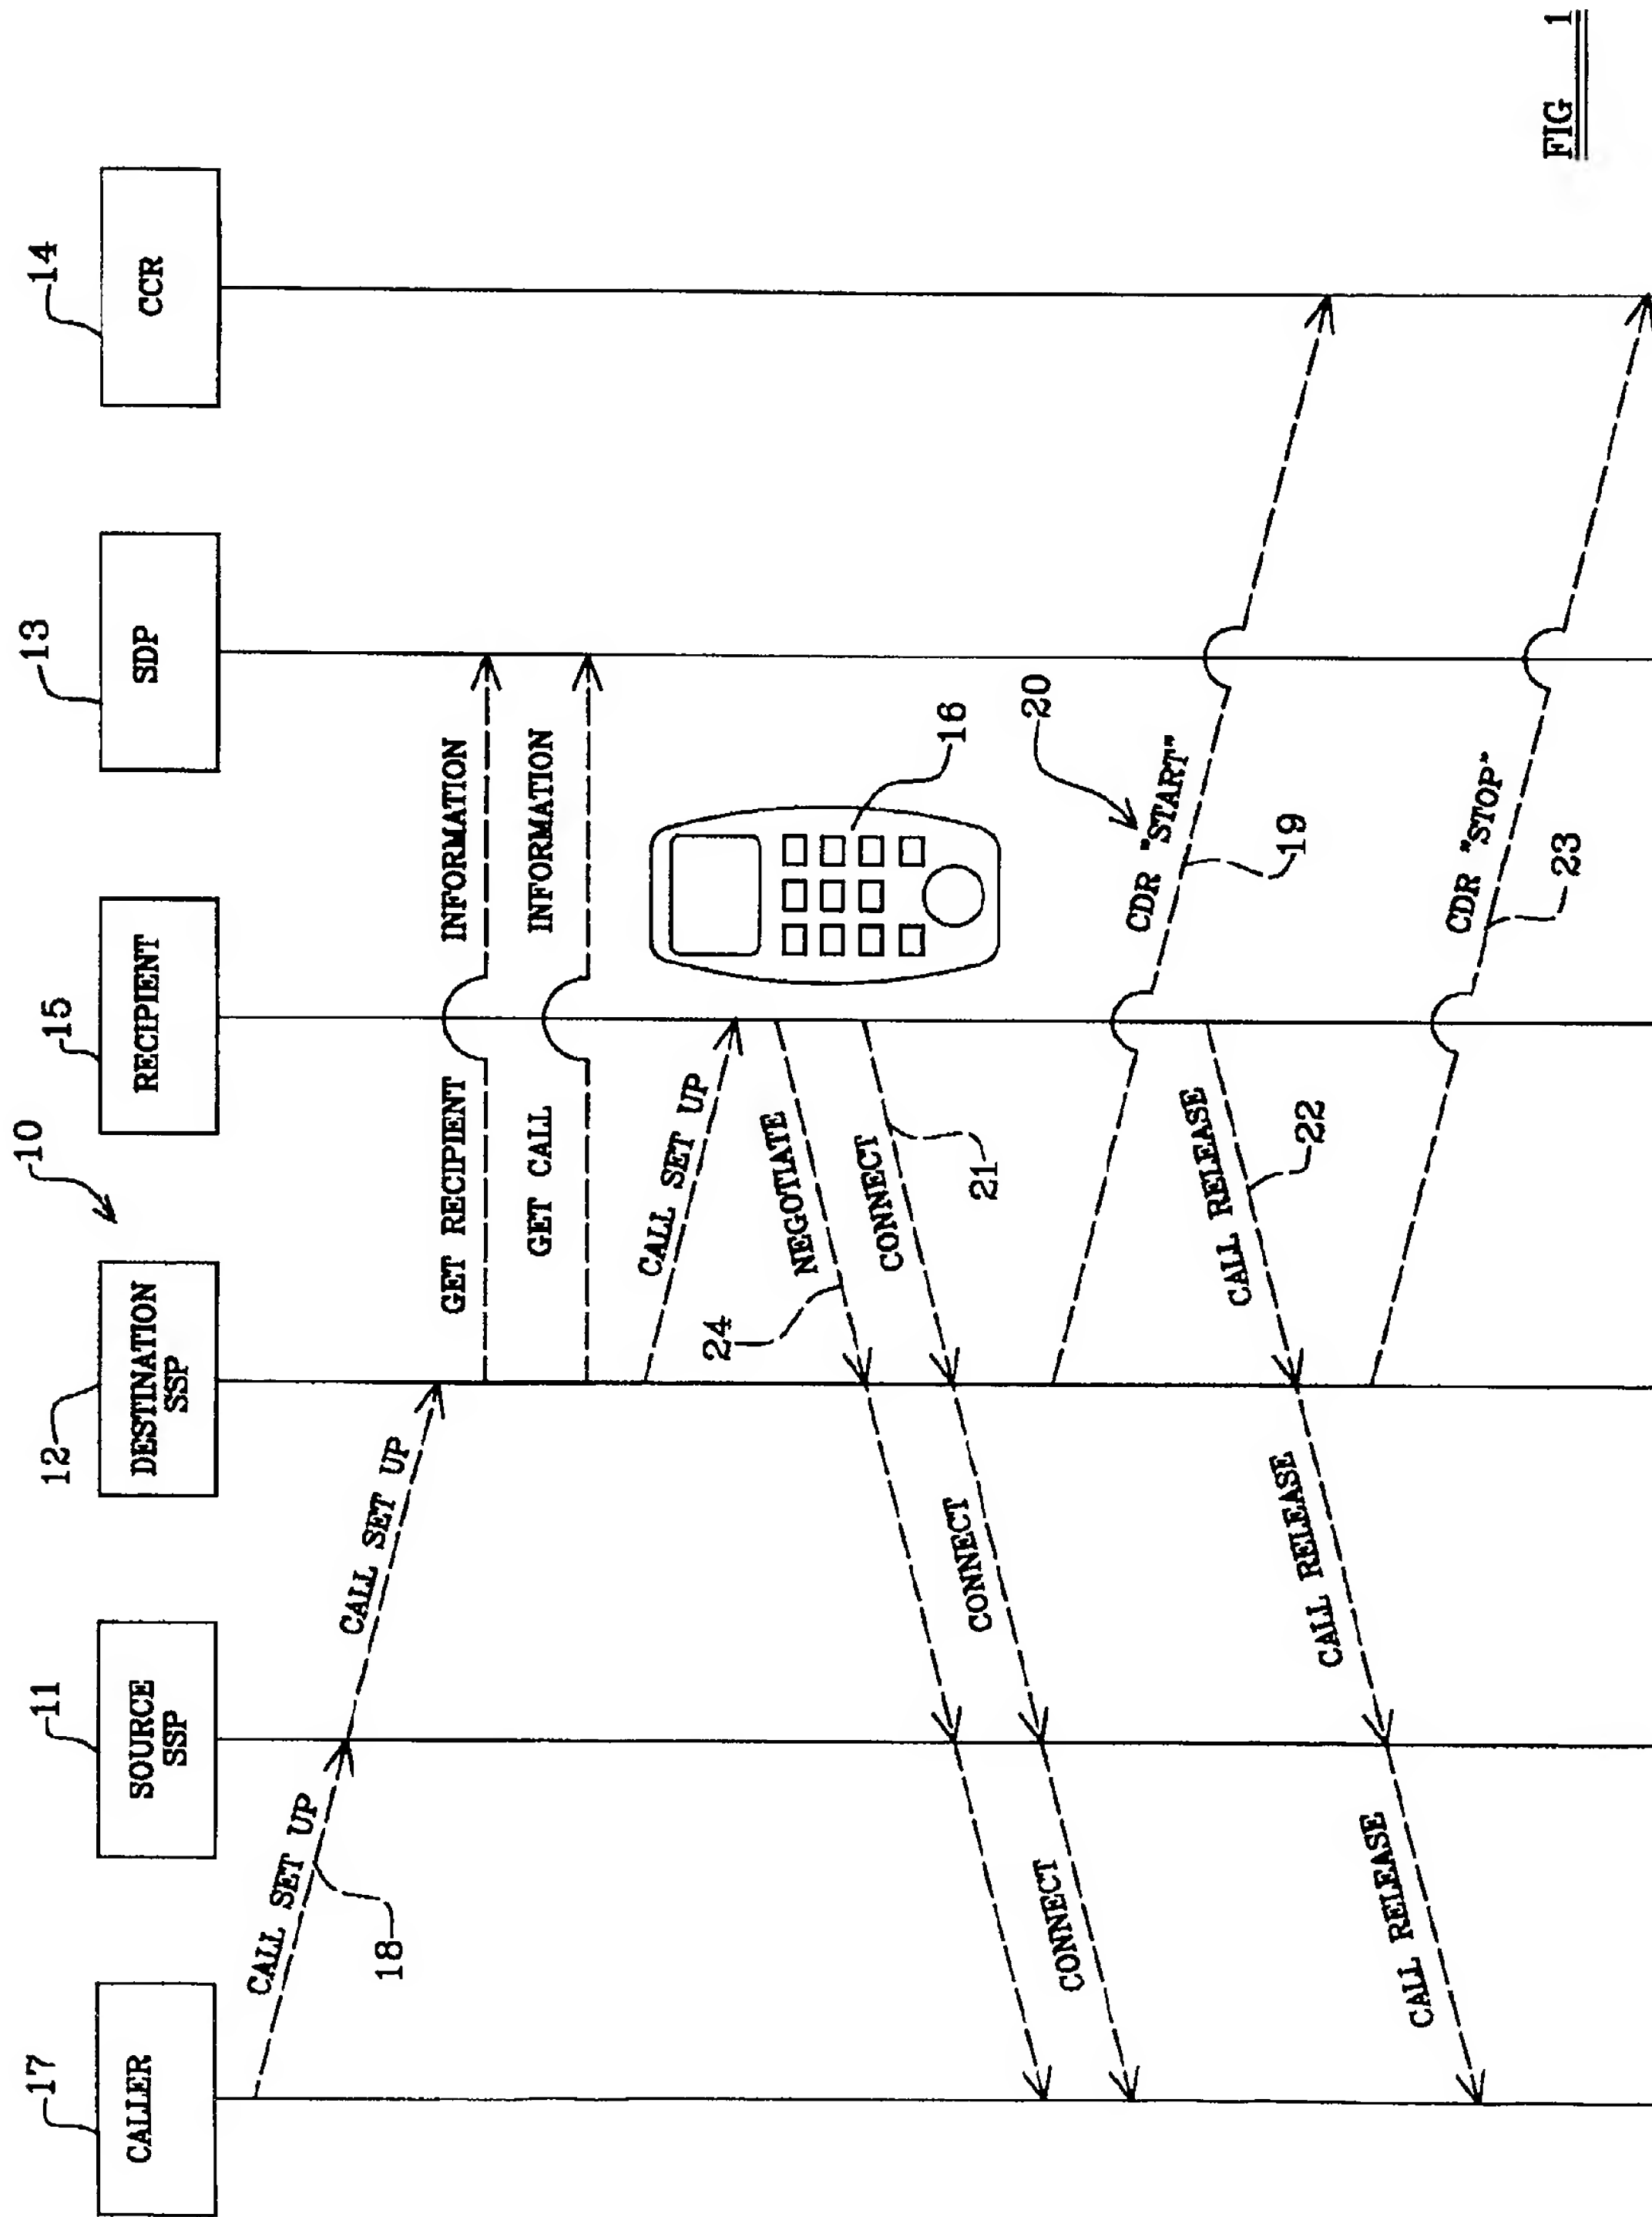 17
11
12
10
15
13
14
CALLER
SOURCE
SSP
DESTINATION
SSP
RECIPIENT
SDP
CCR
CALL SET UP
18
CALL SET UP
GET RECIPIENT INFORMATION
GET CALL INFORMATION
CALL SET UP
16
NEGOTIATE
24
CONNECT
21
CONNECT
CONNECT
20
CDR "START"
19
CALL RELEASE
22
CALL RELEASE
CALL RELEASE
CDR "STOP"
23
FIG 1